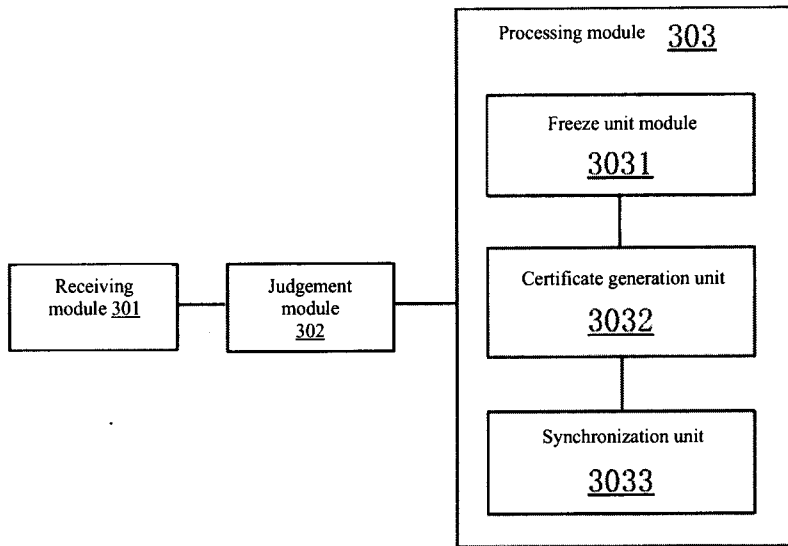 Processing module 303
Freeze unit module
3031
Receiving
module 301
Judgement
module
302
Certificate generation unit
3032
Synchronization unit
3033